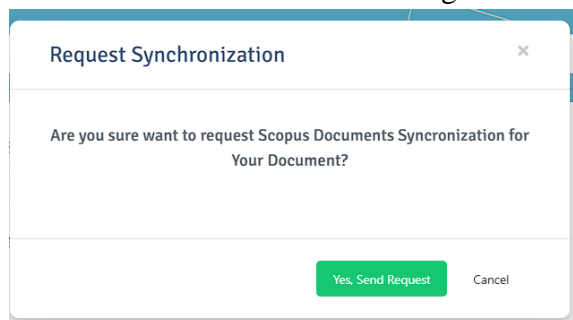 Request Synchronization ×
Are you sure want to request Scopus Documents Syncronization for
Your Document?
Yes, Send Request Cancel